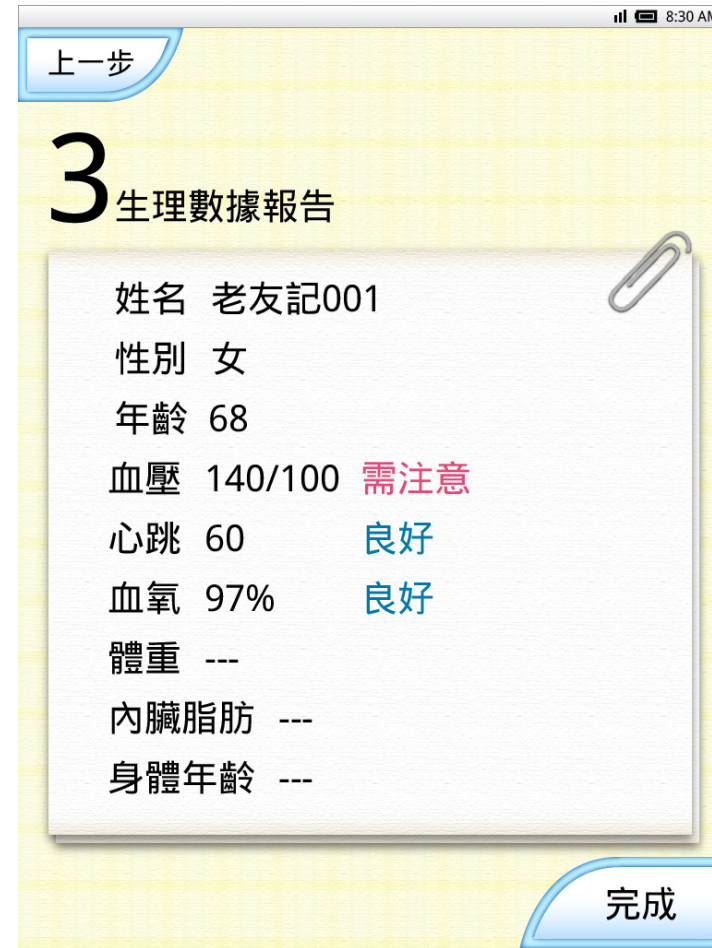 8:30 AM
上一步
3生理數據報告
姓名 老友記001
性別 女
年齡 68
血壓 140/100 需注意
心跳 60 良好
血氧 97% 良好
體重 ---
內臟脂肪 ---
身體年齡 ---
完成